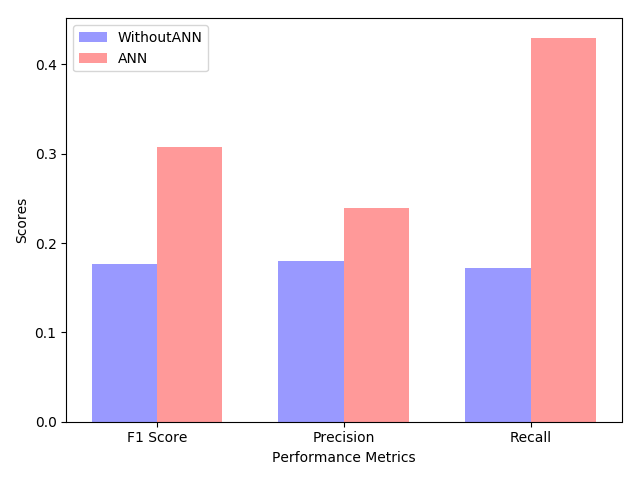 WithoutANN
ANN
Scores
0.4
0.3
0.2
0.1
0.0
F1 Score
Precision
Recall
Performance Metrics